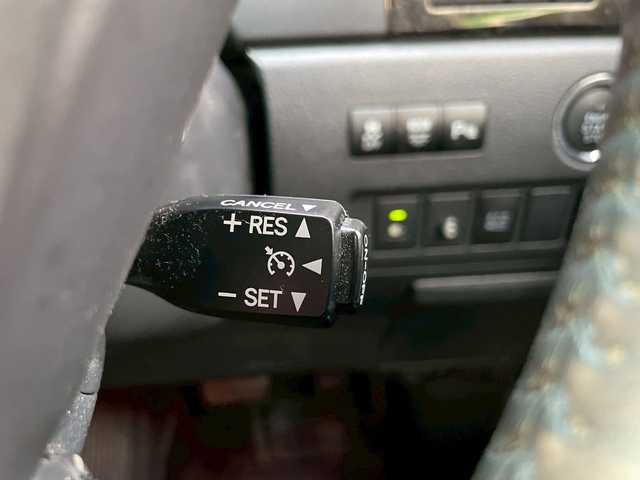 CANCEL
+ RES
- SET
ON-OFF